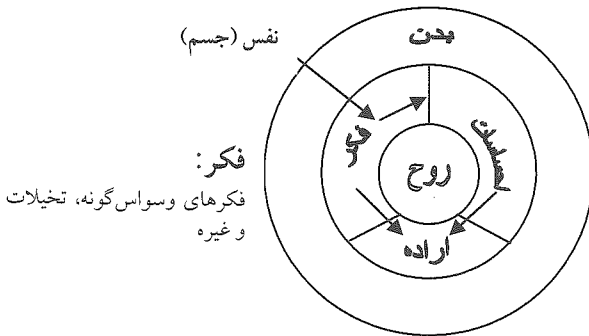 بدن
نفس (جسم)
فکر
احساسات
روح
اراده
فکر:
فکرهای وسواس‌گونه، تخیلات
و غیره